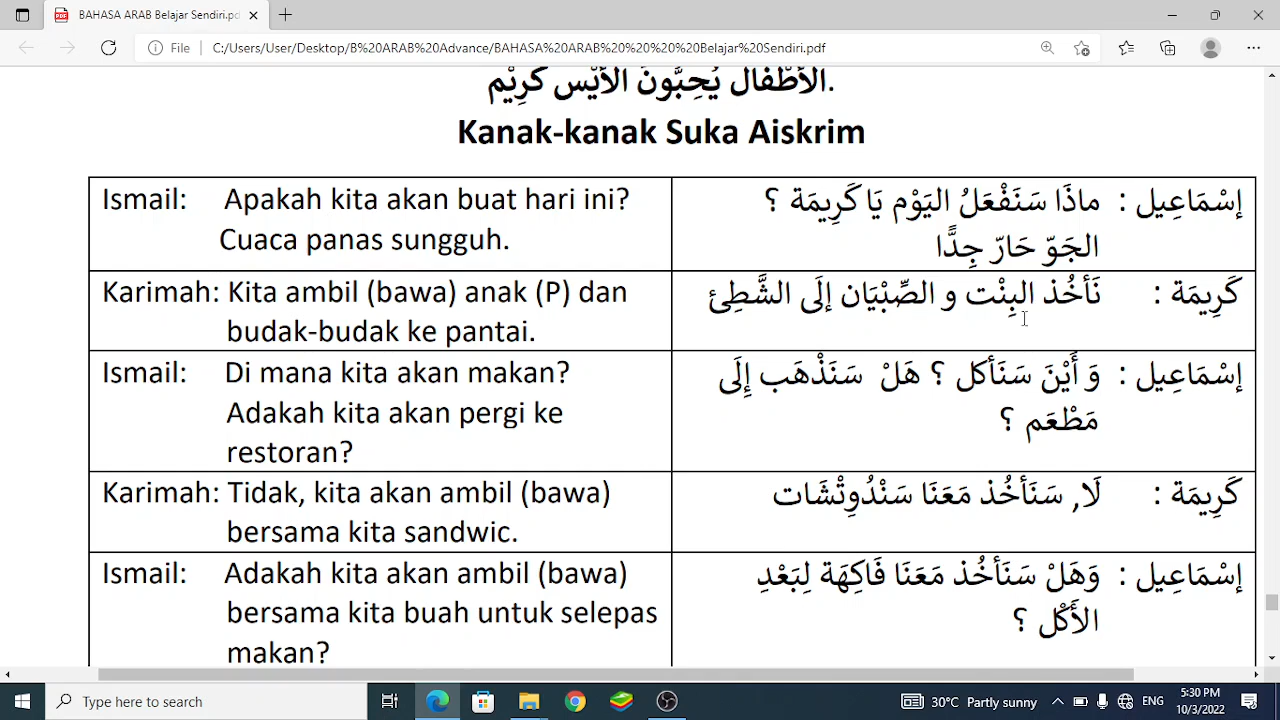 BAHASA ARAB Belajar Sendiri.pd
File
C:/Users/User/Desktop/B%20ARAB%20Advance/BAHASA%20ARAB%20%20%20%20Belajar%20Sendiri.pdf
الأَطْفَال يُحِبَّونَ الأَيْس كَرِيْم.
Kanak-kanak Suka Aiskrim
Ismail: Apakah kita akan buat hari ini?
Cuaca panas sungguh.
إسْمَاعِيل : ماذَا سَنَفْعَلُ اليَوْم يَا كَرِيمَة ؟
الجَوّ حَارّ جِدًّا
Karimah: Kita ambil (bawa) anak (P) dan
budak-budak ke pantai.
كَرِيمَة : نَأخُذ البِنْت و الصِّبْيَان إلَى الشَّطِئ
Ismail: Di mana kita akan makan?
Adakah kita akan pergi ke
restoran?
إسْمَاعِيل : وَ أَيْنَ سَنَأكل ؟ هَلْ سَنَذْهَب إِلَى
مَطْعَم ؟
Karimah: Tidak, kita akan ambil (bawa)
bersama kita sandwic.
كَرِيمَة : لَا, سَنَأخُذ مَعَنَا سَنْدُوِتْشَات
Ismail: Adakah kita akan ambil (bawa)
bersama kita buah untuk selepas
makan?
إسْمَاعِيل : وَهَلْ سَنَأخُذ مَعَنَا فَاكِهَة لِبَعْدِ
الأَكْل ؟
Type here to search
30°C Partly sunny
ENG
5:30 PM
10/3/2022